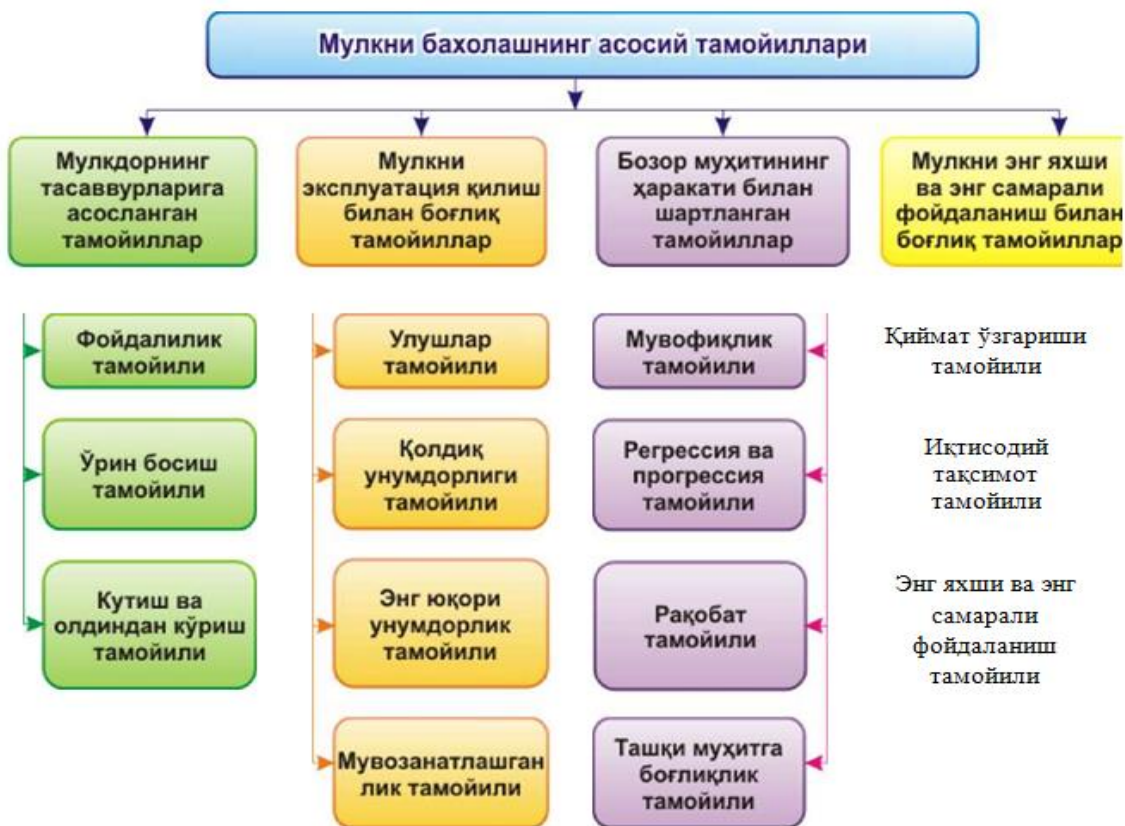 Мулкни бахолашнинг асосий тамойиллари
Мулкдорнинг
тасаввурларига
асосланган
тамойиллар
Мулкни
эксплуатация қилиш
билан боғлиқ
тамойиллар
Бозор муҳитининг
ҳаракати билан
шартланган
тамойиллар
Мулкни энг яхши
ва энг самарали
фойдаланиш билан
боғлиқ тамойиллар
Фойдалилик
тамойили
Ўрин босиш
тамойили
Кутиш ва
олдиндан кўриш
тамойили
Улушлар
тамойили
Қолдиқ
унумдорлиги
тамойили
Энг юқори
унумдорлик
тамойили
Мувозанатлашган
лик тамойили
Мувофиқлик
тамойили
Регрессия ва
прогрессия
тамойили
Рақобат
тамойили
Ташқи муҳитга
боғлиқлик
тамойили
Қиймат ўзгариши
тамойили
Иқтисодий
тақсимот
тамойили
Энг яхши ва энг
самарали
фойдаланиш
тамойили